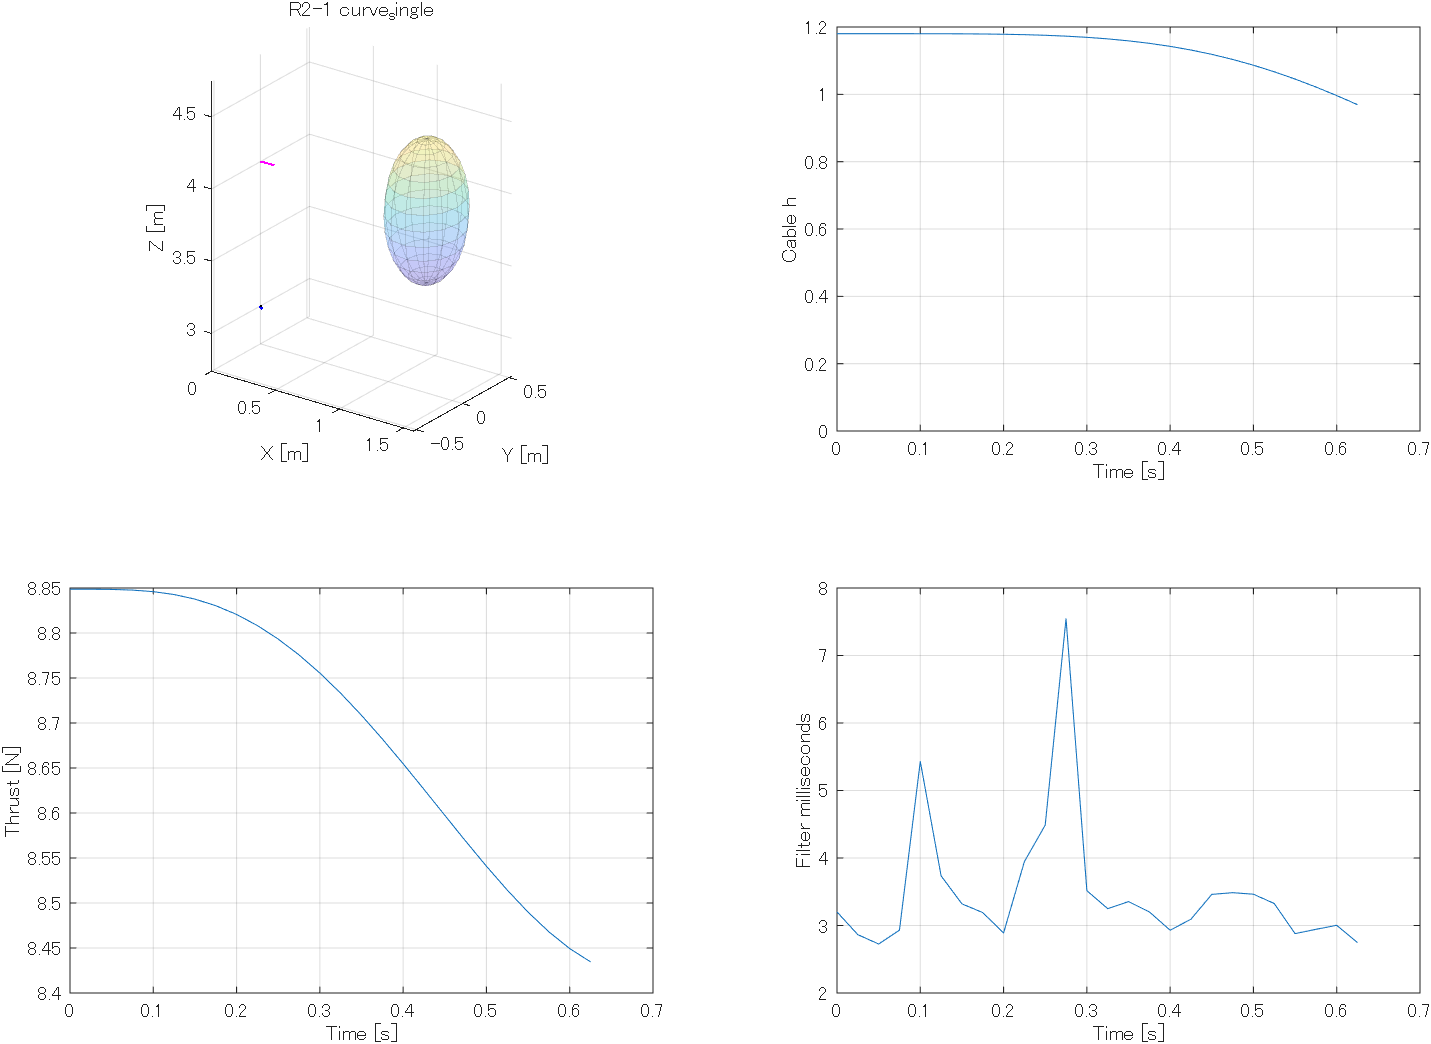 R2-1 curvesingle
4.5
4
3.5
3
Z [m]
0
0.5
1
1.5
X [m]
-0.5
0
0.5
Y [m]
1.2
1
0.8
0.6
0.4
0.2
0
Cable h
0 0.1 0.2 0.3 0.4 0.5 0.6 0.7
Time [s]
8.85
8.8
8.75
8.7
8.65
8.6
8.55
8.5
8.45
8.4
Thrust [N]
0 0.1 0.2 0.3 0.4 0.5 0.6 0.7
Time [s]
8
7
6
5
4
3
2
Filter milliseconds
0 0.1 0.2 0.3 0.4 0.5 0.6 0.7
Time [s]